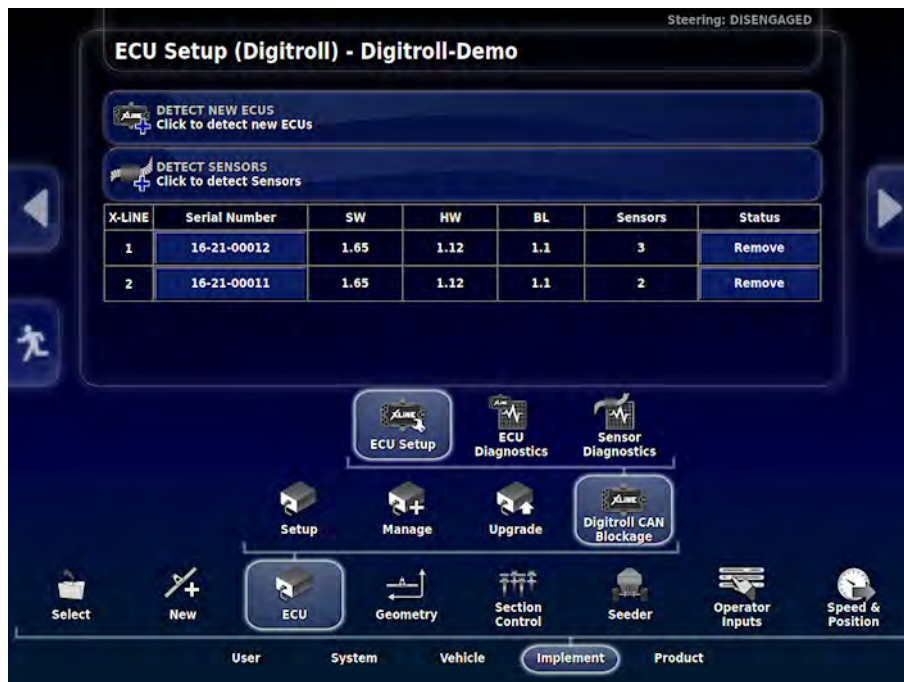 Steering: DISENGAGED
ECU Setup (Digitroll) - Digitroll-Demo
XLINE
DETECT NEW ECUS
Click to detect new ECUs
DETECT SENSORS
Click to detect Sensors
X-LiNE Serial Number SW HW BL Sensors Status
1 16-21-00012 1.65 1.12 1.1 3 Remove
2 16-21-00011 1.65 1.12 1.1 2 Remove
XLINE
ECU Setup
XLINE
ECU
Diagnostics
Sensor
Diagnostics
Setup
Manage
Upgrade
XLINE
Digitroll CAN
Blockage
Select
New
ECU
Geometry
Section
Control
Seeder
Operator
Inputs
Speed &
Position
User System Vehicle Implement Product